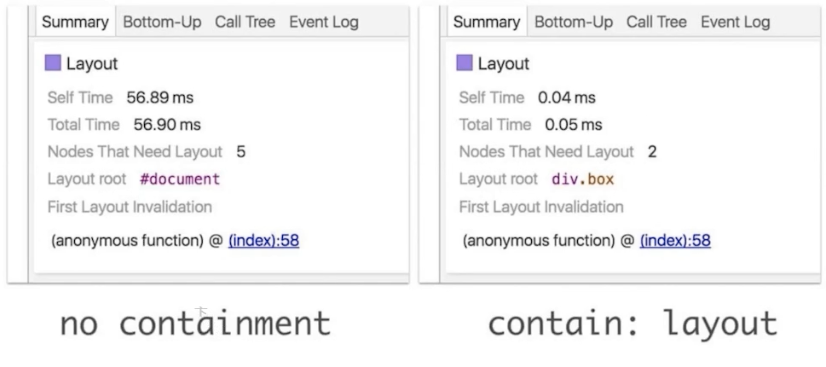 Summary Bottom-Up Call Tree Event Log
Layout
Self Time 56.89 ms
Total Time 56.90 ms
Nodes That Need Layout 5
Layout root #document
First Layout Invalidation
(anonymous function) @ (index):58
no containment
Summary Bottom-Up Call Tree Event Log
Layout
Self Time 0.04 ms
Total Time 0.05 ms
Nodes That Need Layout 2
Layout root div.box
First Layout Invalidation
(anonymous function) @ (index):58
contain: layout